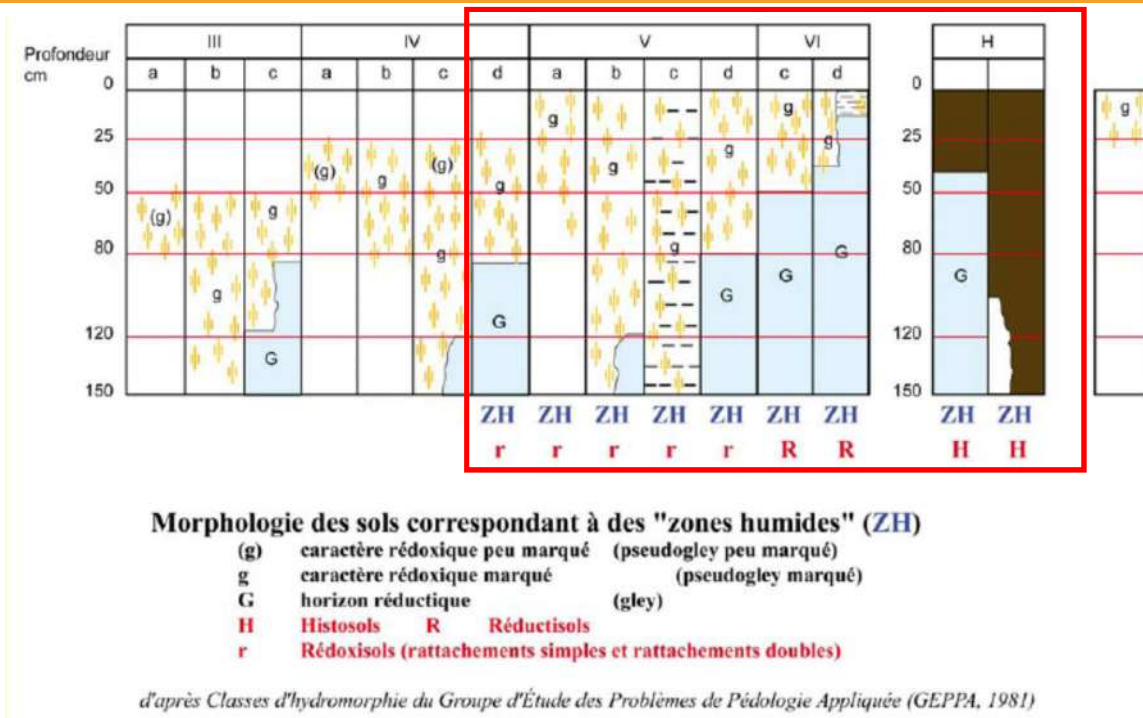 III IV V VI H
Profondeur
cm
a b c a b c d a b c d c d
0 0
g g g g
25 25
(g) g (g) g g g g
50 50
(g) g g g
80 80
g g G G G G
g G G
120 120
G
150 150
ZH ZH ZH ZH ZH ZH ZH ZH ZH
r r r r r R R H H
Morphologie des sols correspondant à des "zones humides" (ZH)
(g) caractère rédoxique peu marqué (pseudogley peu marqué)
g caractère rédoxique marqué (pseudogley marqué)
G horizon réductique (gley)
H Histosols R Réductisols
r Rédoxisols (rattachements simples et rattachements doubles)
d'après Classes d'hydromorphie du Groupe d'Étude des Problèmes de Pédologie Appliquée (GEPPA, 1981)